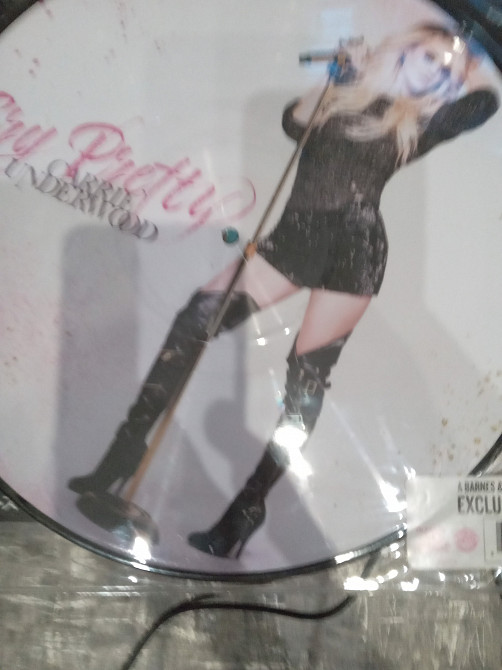 ry Pretty
CARRIE
UNDERWOOD
A BARNES &
EXCLU